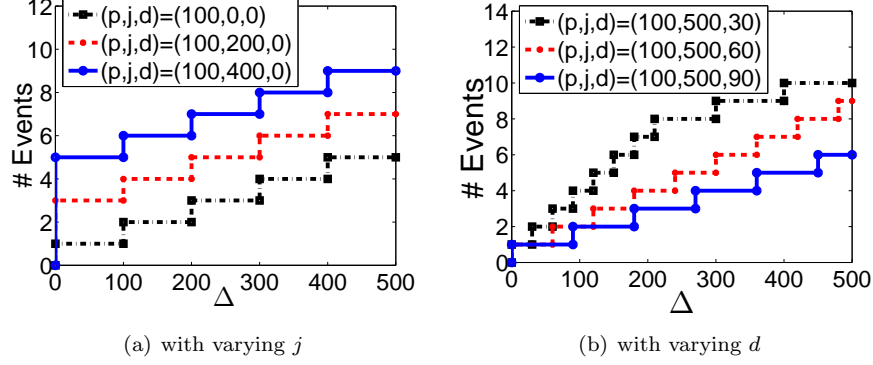 12
10
8
6
4
2
0
# Events
(p,j,d)=(100,0,0)
(p,j,d)=(100,200,0)
(p,j,d)=(100,400,0)
0 100 200 300 400 500
Δ
(a) with varying j
14
12
10
8
6
4
2
0
# Events
(p,j,d)=(100,500,30)
(p,j,d)=(100,500,60)
(p,j,d)=(100,500,90)
0 100 200 300 400 500
Δ
(b) with varying d